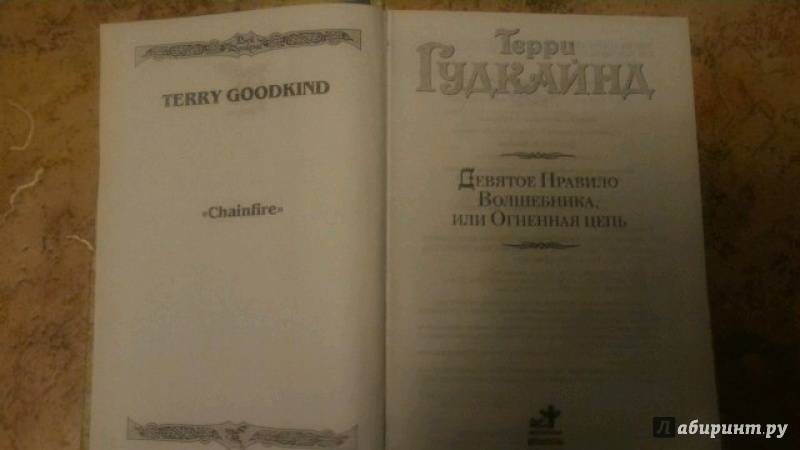 TERRY GOODKIND
«Chainfire»
Терри
Гудкайнд
Девятое Правило
Волшебника,
или Огненная цепь
Лабиринт.ру